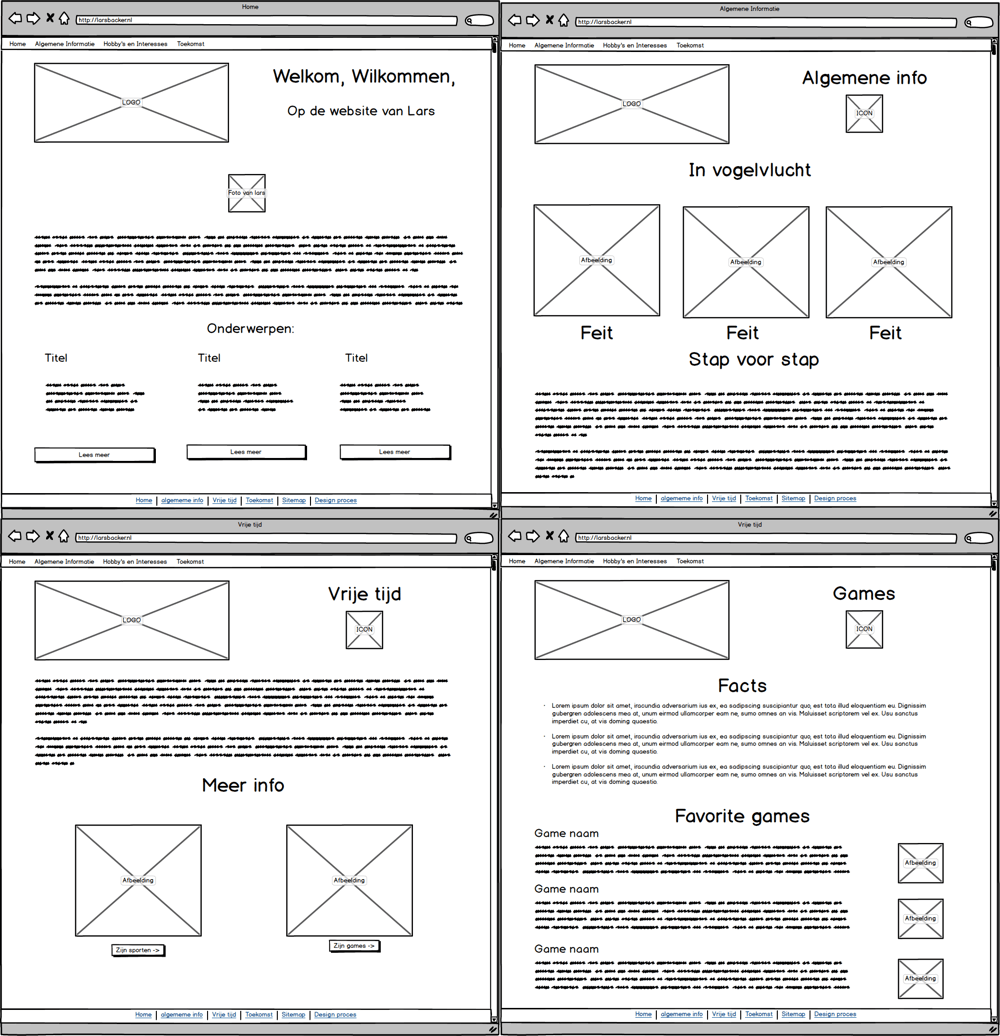 Home
http://larsbacker.nl
Home Algemene Informatie Hobby's en Interesses Toekomst
LOGO
Welkom, Wilkommen,
Op de website van Lars
Foto van lars
Onderwerpen:
Titel Titel Titel
Lees meer Lees meer Lees meer
Home | algememe info | Vrije tijd | Toekomst | Sitemap | Design proces
Algemene Informatie
http://larsbacker.nl
Home Algemene Informatie Hobby's en Interesses Toekomst
LOGO
Algemene info
ICON
In vogelvlucht
Afbeelding Afbeelding Afbeelding
Feit Feit Feit
Stap voor stap
Home | algememe info | Vrije tijd | Toekomst | Sitemap | Design proces
Vrije tijd
http://larsbacker.nl
Home Algemene Informatie Hobby's en Interesses Toekomst
LOGO
Vrije tijd
ICON
Meer info
Afbeelding Afbeelding
Zijn sporten -> Zijn games ->
Home | algememe info | Vrije tijd | Toekomst | Sitemap | Design proces
Vrije tijd
http://larsbacker.nl
Home Algemene Informatie Hobby's en Interesses Toekomst
LOGO
Games
ICON
Facts
· Lorem ipsum dolor sit amet, iracundia adversarium ius ex, ea sadipscing suscipiantur quo, est tota illud eloquentiam eu. Dignissim
gubergren adolescens mea at, unum eirmod ullamcorper eam ne, sumo omnes an vis. Maluisset scriptorem vel ex. Usu sanctus
imperdiet cu, at vis doming quaestio.
· Lorem ipsum dolor sit amet, iracundia adversarium ius ex, ea sadipscing suscipiantur quo, est tota illud eloquentiam eu. Dignissim
gubergren adolescens mea at, unum eirmod ullamcorper eam ne, sumo omnes an vis. Maluisset scriptorem vel ex. Usu sanctus
imperdiet cu, at vis doming quaestio.
· Lorem ipsum dolor sit amet, iracundia adversarium ius ex, ea sadipscing suscipiantur quo, est tota illud eloquentiam eu. Dignissim
gubergren adolescens mea at, unum eirmod ullamcorper eam ne, sumo omnes an vis. Maluisset scriptorem vel ex. Usu sanctus
imperdiet cu, at vis doming quaestio.
Favorite games
Game naam
Afbeelding
Game naam
Afbeelding
Game naam
Afbeelding
Home | algememe info | Vrije tijd | Toekomst | Sitemap | Design proces